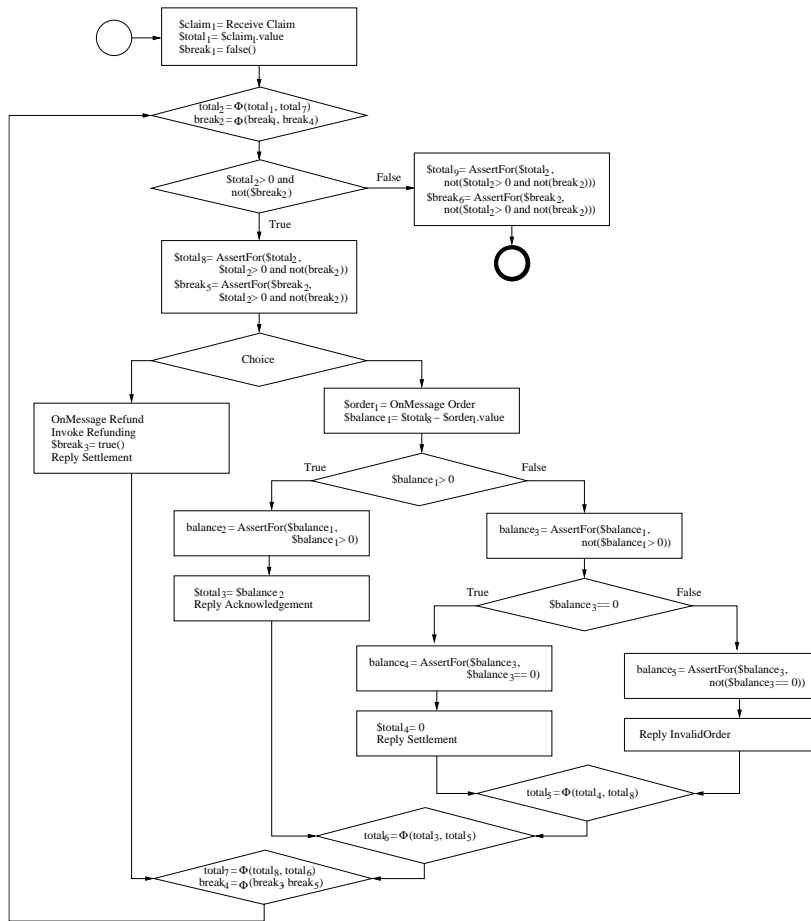 $claim₁= Receive Claim
$total₁= $claim₁.value
$break₁= false()
total₂=Φ(total₁, total₇)
break₂=Φ(break₁, break₄)
$total₂> 0 and
not($break₂)
False
$total₉= AssertFor($total₂,
not($total₂> 0 and not(break₂)))
$break₆= AssertFor($break₂,
not($total₂> 0 and not(break₂)))
True
$total₈= AssertFor($total₂,
$total₂> 0 and not(break₂))
$break₅= AssertFor($break₂,
$total₂> 0 and not(break₂))
Choice
OnMessage Refund
Invoke Refunding
$break₃= true()
Reply Settlement
$order₁= OnMessage Order
$balance₁= $total₈− $order₁.value
True
$balance₁> 0
False
balance₂= AssertFor($balance₁,
$balance₁> 0)
balance₃= AssertFor($balance₁,
not($balance₁> 0))
$total₃= $balance₂
Reply Acknowledgement
True
$balance₃== 0
False
balance₄= AssertFor($balance₃,
$balance₃== 0)
balance₅= AssertFor($balance₃,
not($balance₃== 0))
$total₄= 0
Reply Settlement
Reply InvalidOrder
total₅=Φ(total₄, total₈)
total₆=Φ(total₃, total₅)
total₇=Φ(total₈, total₆)
break₄=Φ(break₃, break₅)